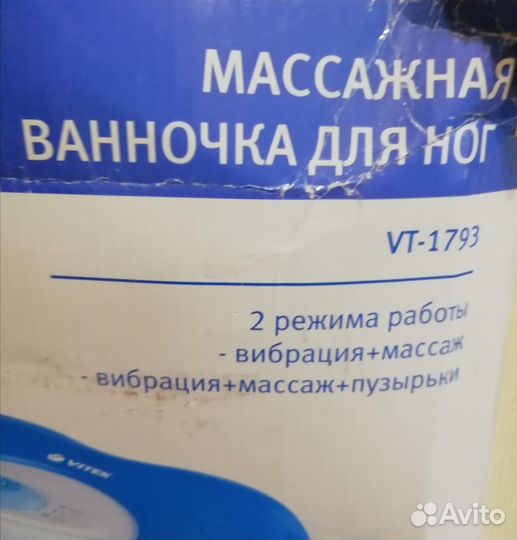 МАССАЖНАЯ
ВАННОЧКА ДЛЯ НОГ
VT-1793
2 режима работы
- вибрация+массаж
- вибрация+массаж+пузырьки
VITEK
Avito